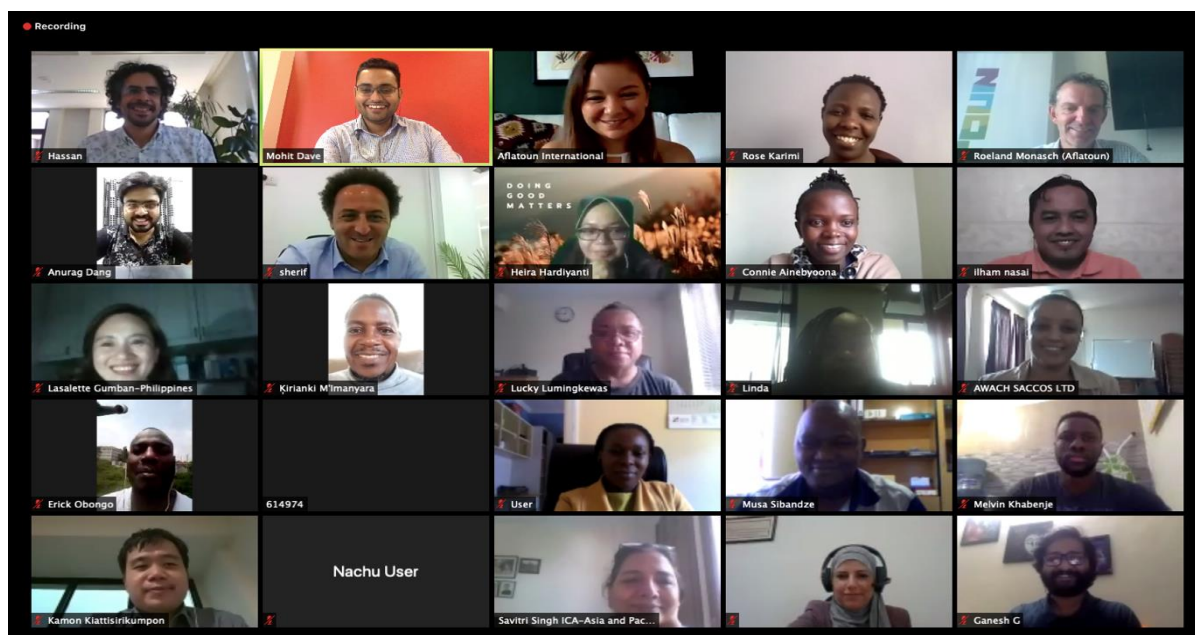 Recording
Hassan
Mohit Dave
Aflatoun International
Rose Karimi
Roeland Monasch (Aflatoun)
Anurag Dang
sherif
DOING
GOOD
MATTERS
Heira Hardiyanti
Connie Ainebyoona
ilham nasai
Lasalette Gumban-Philippines
Kirianki M'Imanyara
Lucky Lumingkewas
Linda
AWACH SACCOS LTD
Erick Obongo
614974
User
Musa Sibandze
Melvin Khabenje
Kamon Kiattisirikumpon
Nachu User
Savitri Singh ICA-Asia and Pac...
Ganesh G